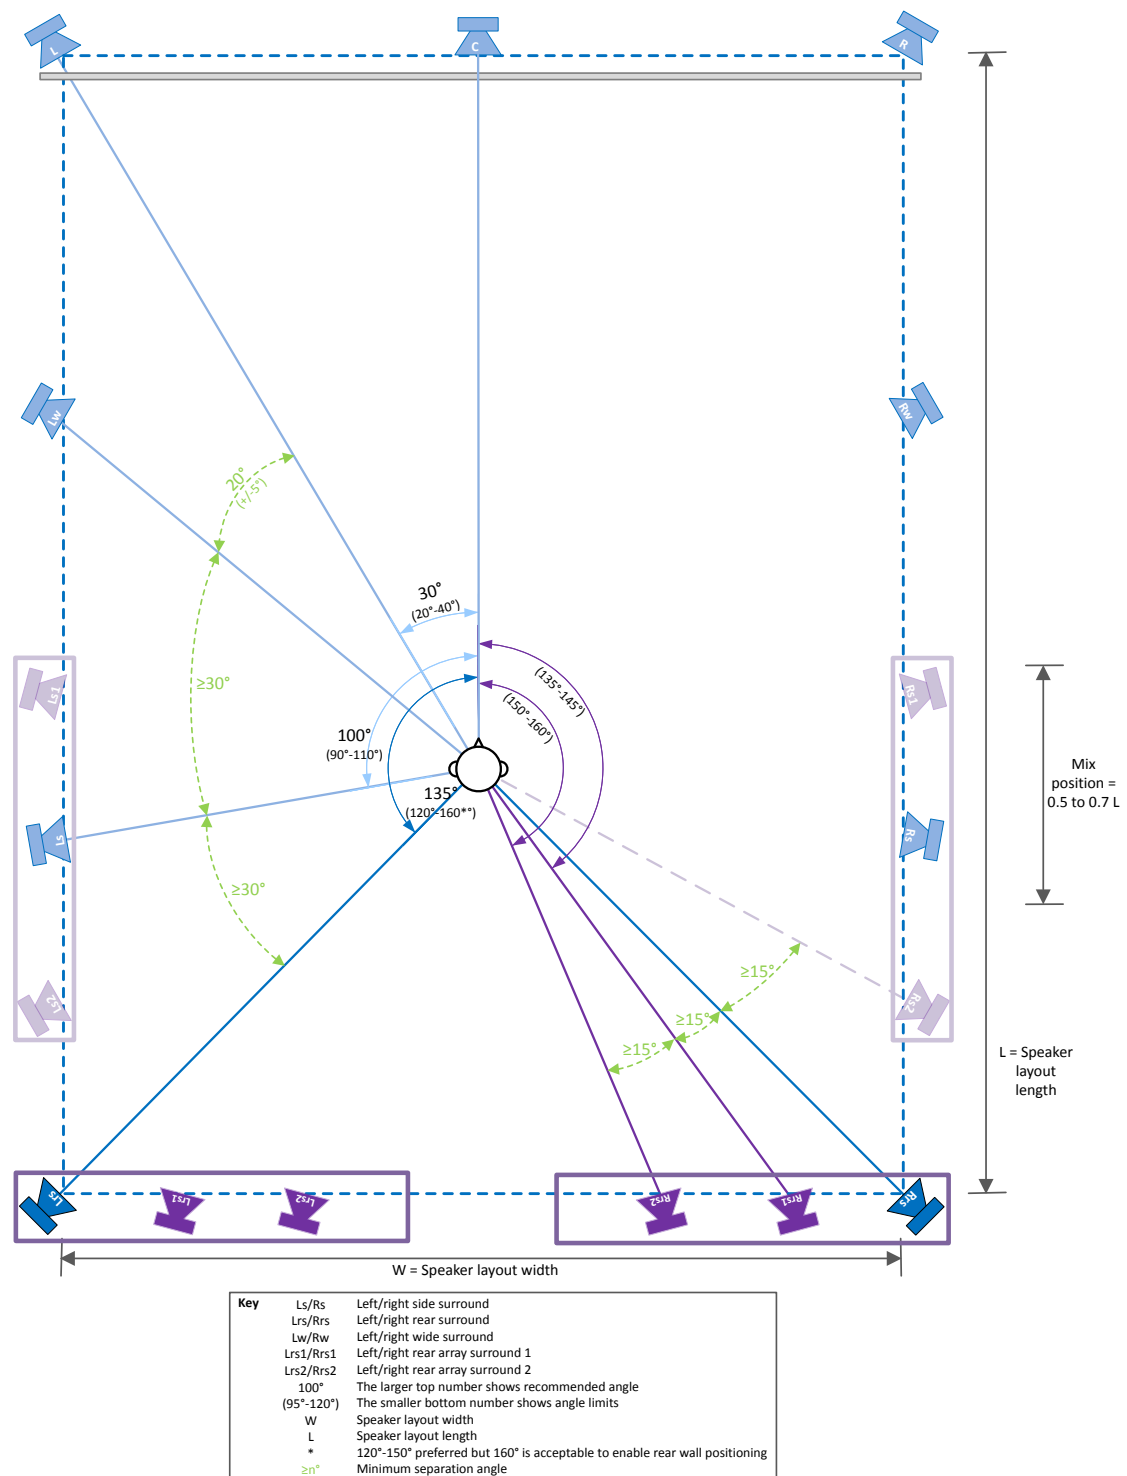 L
C
R
Lw
Rw
20°
(+/-5°)
30°
(20°-40°)
(135°-145°)
(150°-160°)
≥30°
Ls1
Rs1
100°
(90°-110°)
Mix
position =
0.5 to 0.7 L
135°
(120°-160*°)
Ls
Rs
≥30°
≥15°
≥15°
≥15°
Ls2
Rs2
L = Speaker
layout
length
Lrs
Lrs1
Lrs2
Rrs2
Rrs1
Rrs
W = Speaker layout width
Key
Ls/Rs Left/right side surround
Lrs/Rrs Left/right rear surround
Lw/Rw Left/right wide surround
Lrs1/Rrs1 Left/right rear array surround 1
Lrs2/Rrs2 Left/right rear array surround 2
100° The larger top number shows recommended angle
(95°-120°) The smaller bottom number shows angle limits
W Speaker layout width
L Speaker layout length
* 120°-150° preferred but 160° is acceptable to enable rear wall positioning
≥n° Minimum separation angle